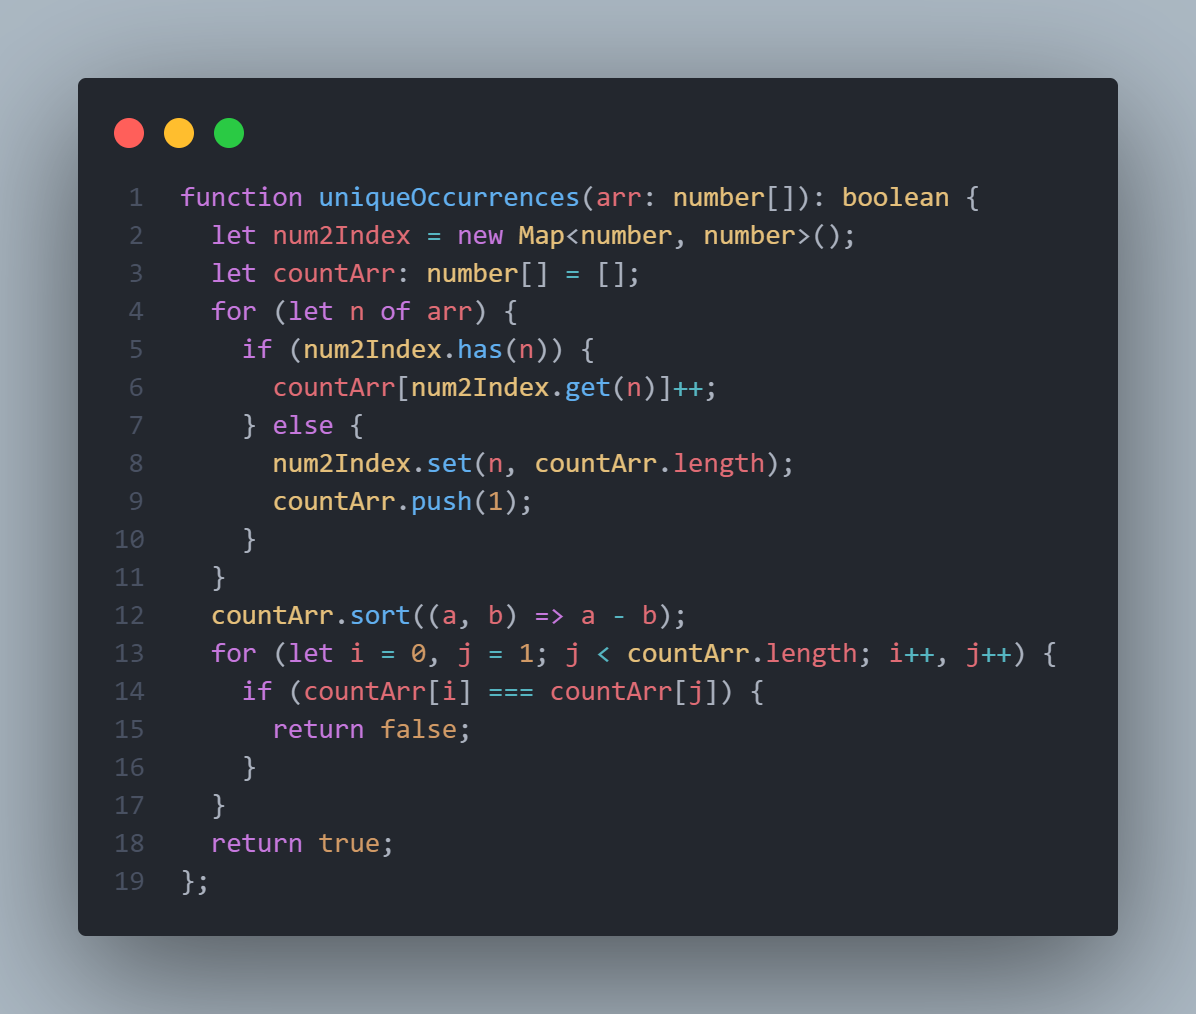 1 function uniqueOccurrences(arr: number[]): boolean {
2   let num2Index = new Map<number, number>();
3   let countArr: number[] = [];
4   for (let n of arr) {
5     if (num2Index.has(n)) {
6       countArr[num2Index.get(n)]++;
7     } else {
8       num2Index.set(n, countArr.length);
9       countArr.push(1);
10     }
11   }
12   countArr.sort((a, b) => a - b);
13   for (let i = 0, j = 1; j < countArr.length; i++, j++) {
14     if (countArr[i] === countArr[j]) {
15       return false;
16     }
17   }
18   return true;
19 };